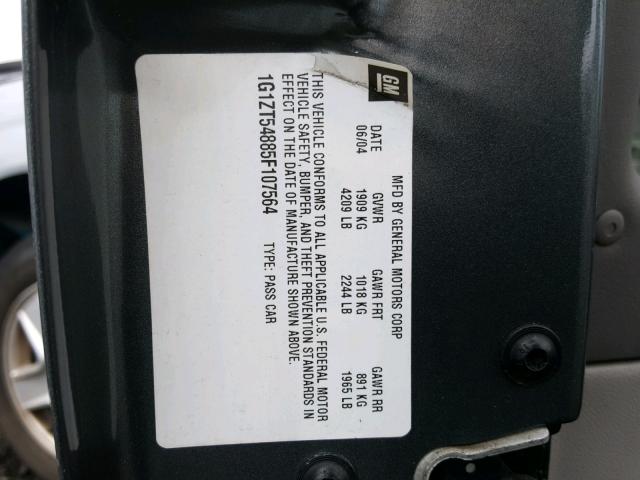 GM
MFD BY GENERAL MOTORS CORP
DATE GVWR GAWR FRT GAWR RR
06/04 1909 KG 1018 KG 891 KG
4209 LB 2244 LB 1965 LB
THIS VEHICLE CONFORMS TO ALL APPLICABLE U.S. FEDERAL MOTOR
VEHICLE SAFETY, BUMPER, AND THEFT PREVENTION STANDARDS IN
EFFECT ON THE DATE OF MANUFACTURE SHOWN ABOVE.
1G1ZT54885F107564 TYPE: PASS CAR